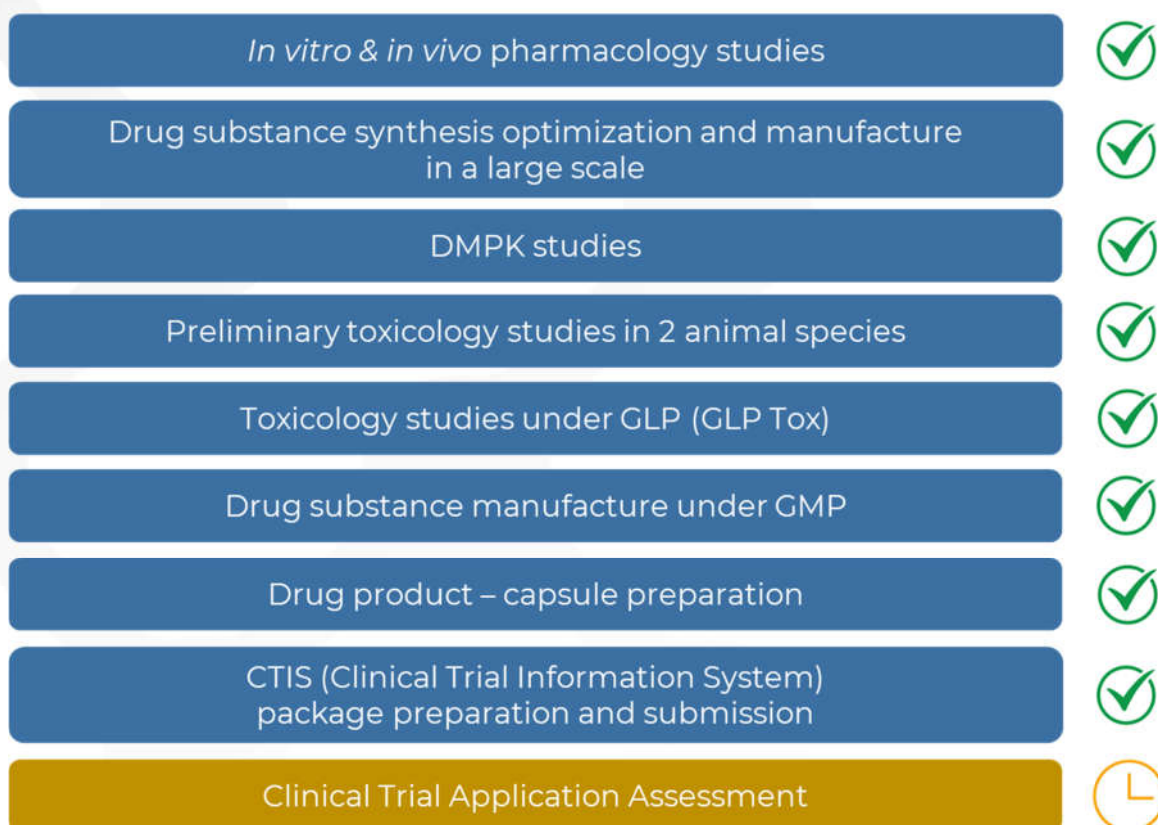 In vitro & in vivo pharmacology studies
Drug substance synthesis optimization and manufacture
in a large scale
DMPK studies
Preliminary toxicology studies in 2 animal species
Toxicology studies under GLP (GLP Tox)
Drug substance manufacture under GMP
Drug product – capsule preparation
CTIS (Clinical Trial Information System)
package preparation and submission
Clinical Trial Application Assessment